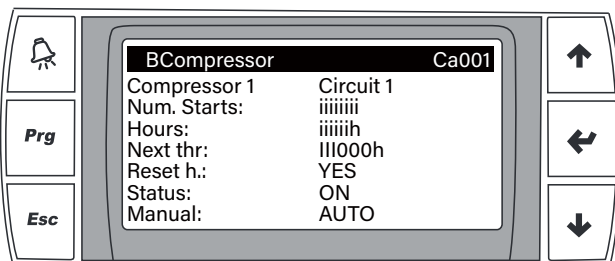 BCompressor Ca001
Compressor 1 Circuit 1
Num. Starts: iiiiiiii
Hours: iiiiiih
Next thr: III000h
Reset h.: YES
Status: ON
Manual: AUTO
Prg
Esc